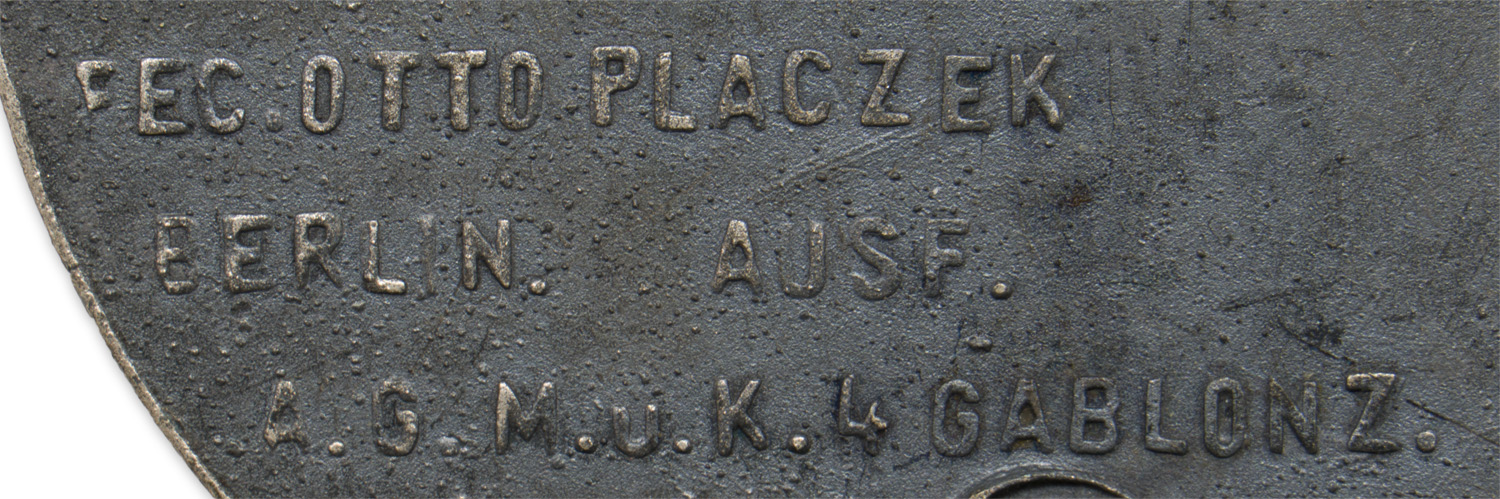 FEC. OTTO PLACZEK
BERLIN. AUSF.
A.G.M.u.K.4 GABLONZ.